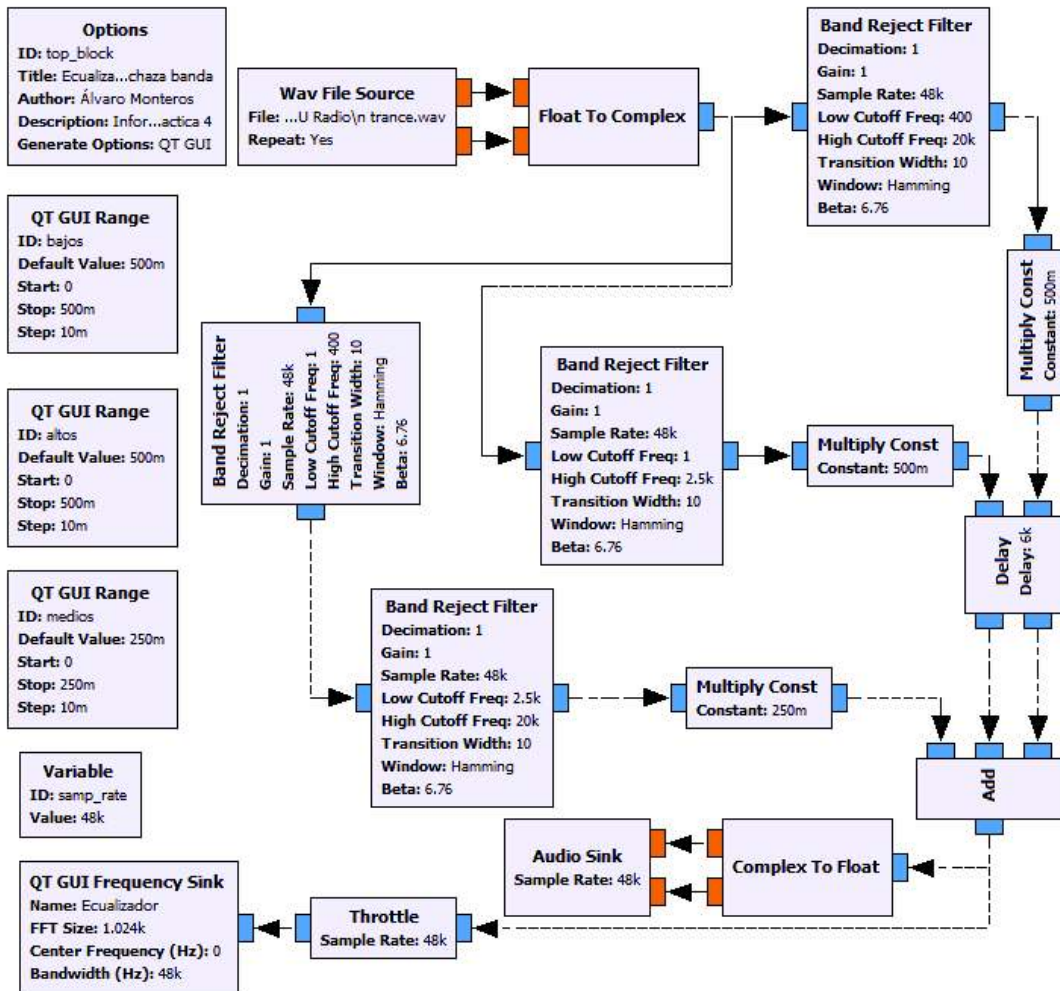 Options
ID: top_block
Title: Ecualiza...chaza banda
Author: Álvaro Monteros
Description: Infor...actica 4
Generate Options: QT GUI
Wav File Source
File: ...U Radio\n trance.wav
Repeat: Yes
Float To Complex
Band Reject Filter
Decimation: 1
Gain: 1
Sample Rate: 48k
Low Cutoff Freq: 400
High Cutoff Freq: 20k
Transition Width: 10
Window: Hamming
Beta: 6.76
QT GUI Range
ID: bajos
Default Value: 500m
Start: 0
Stop: 500m
Step: 10m
Multiply Const
Constant: 500m
Band Reject Filter
Decimation: 1
Gain: 1
Sample Rate: 48k
Low Cutoff Freq: 1
High Cutoff Freq: 400
Transition Width: 10
Window: Hamming
Beta: 6.76
Band Reject Filter
Decimation: 1
Gain: 1
Sample Rate: 48k
Low Cutoff Freq: 1
High Cutoff Freq: 2.5k
Transition Width: 10
Window: Hamming
Beta: 6.76
Multiply Const
Constant: 500m
QT GUI Range
ID: altos
Default Value: 500m
Start: 0
Stop: 500m
Step: 10m
Delay
Delay: 6k
QT GUI Range
ID: medios
Default Value: 250m
Start: 0
Stop: 250m
Step: 10m
Band Reject Filter
Decimation: 1
Gain: 1
Sample Rate: 48k
Low Cutoff Freq: 2.5k
High Cutoff Freq: 20k
Transition Width: 10
Window: Hamming
Beta: 6.76
Multiply Const
Constant: 250m
Add
Variable
ID: samp_rate
Value: 48k
Audio Sink
Sample Rate: 48k
Complex To Float
QT GUI Frequency Sink
Name: Ecualizador
FFT Size: 1.024k
Center Frequency (Hz): 0
Bandwidth (Hz): 48k
Throttle
Sample Rate: 48k